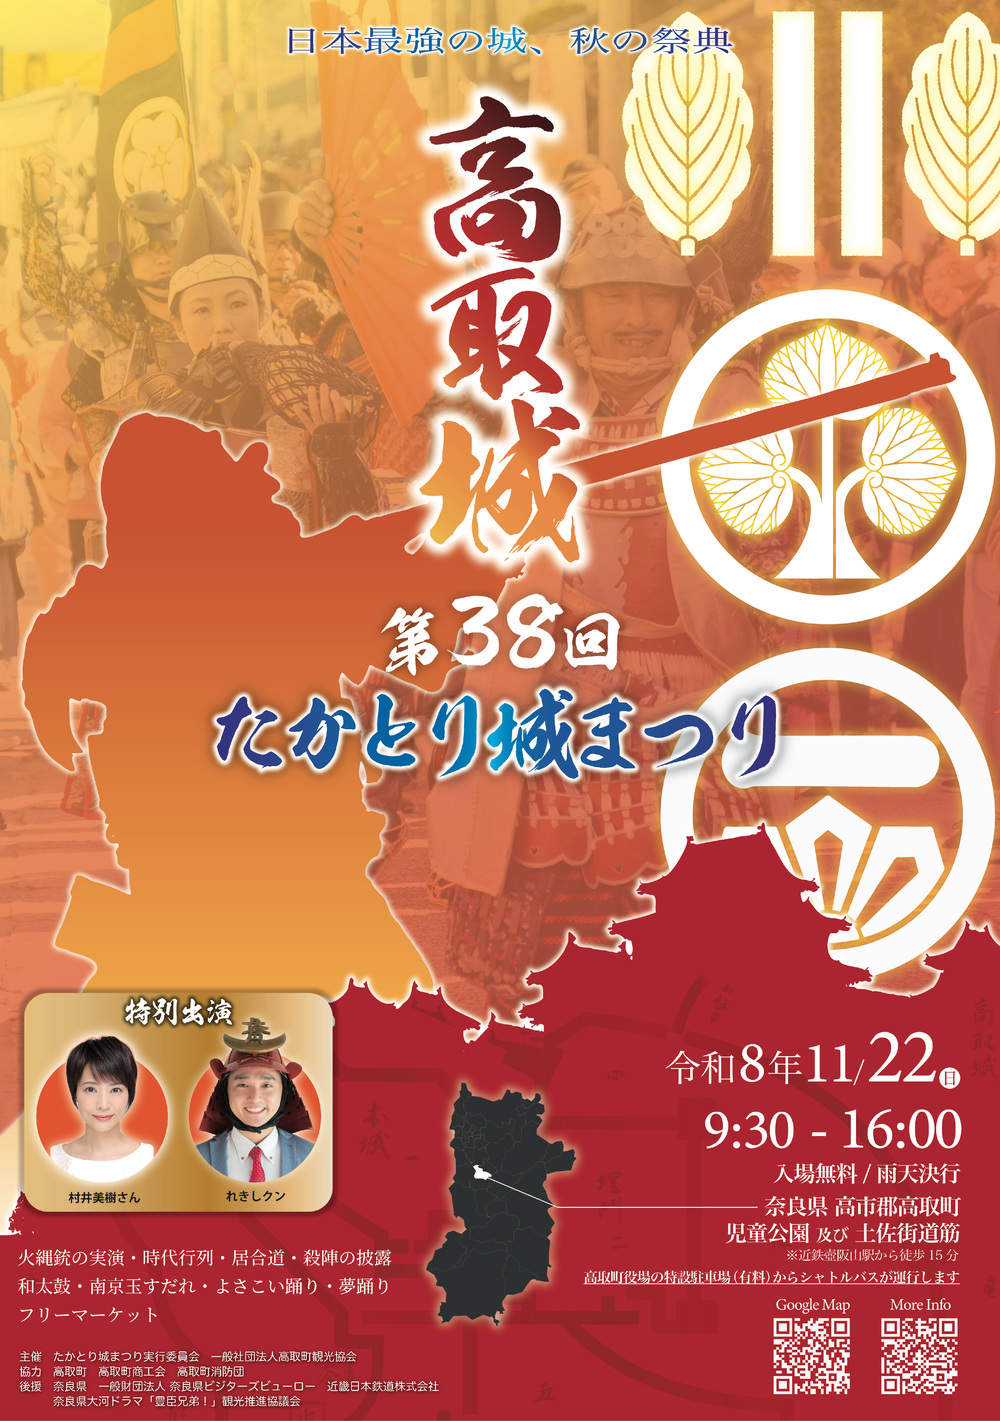 日本最強の城、秋の祭典
高取城
第38回
たかとり城まつり
特別出演
村井美樹さん
れきしクン
令和8年11/22日
9:30 - 16:00
入場無料 / 雨天決行
奈良県 高市郡高取町
児童公園 及び 土佐街道筋
※近鉄壺阪山駅から徒歩 15 分
高取町役場の特設駐車場（有料）からシャトルバスが運行します
Google Map
More Info
火縄銃の実演・時代行列・居合道・殺陣の披露
和太鼓・南京玉すだれ・よさこい踊り・夢踊り
フリーマーケット
主催　たかとり城まつり実行委員会　一般社団法人高取町観光協会
協力　高取町　高取町商工会　高取町消防団
後援　奈良県　一般財団法人 奈良県ビジターズビューロー　近畿日本鉄道株式会社
奈良県大河ドラマ「豊臣兄弟！」観光推進協議会